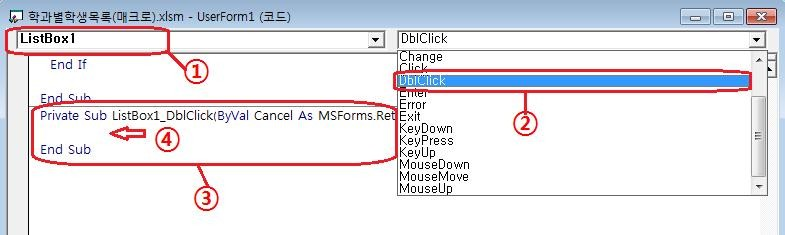 학과별학생목록(매크로).xlsm - UserForm1 (코드)
ListBox1
DblClick
①
End If
End Sub
Private Sub ListBox1_DblClick(ByVal Cancel As MSForms.Ret
④
End Sub
③
Change
Click
DblClick
Enter
②
Error
Exit
KeyDown
KeyPress
KeyUp
MouseDown
MouseMove
MouseUp